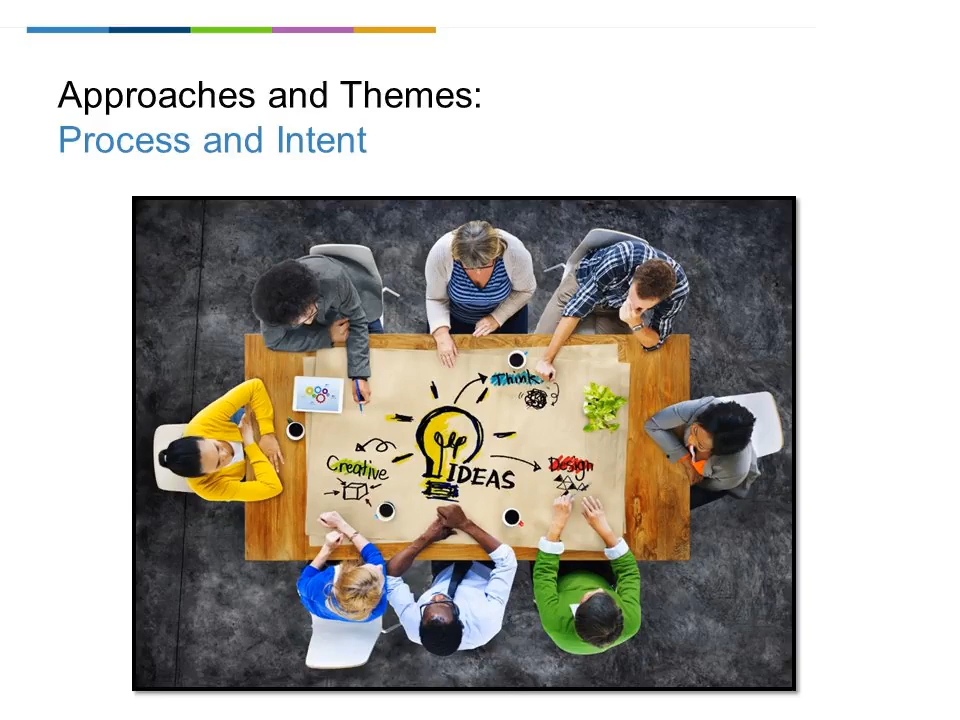 Approaches and Themes:
Process and Intent
Think
Creative
IDEAS
Design